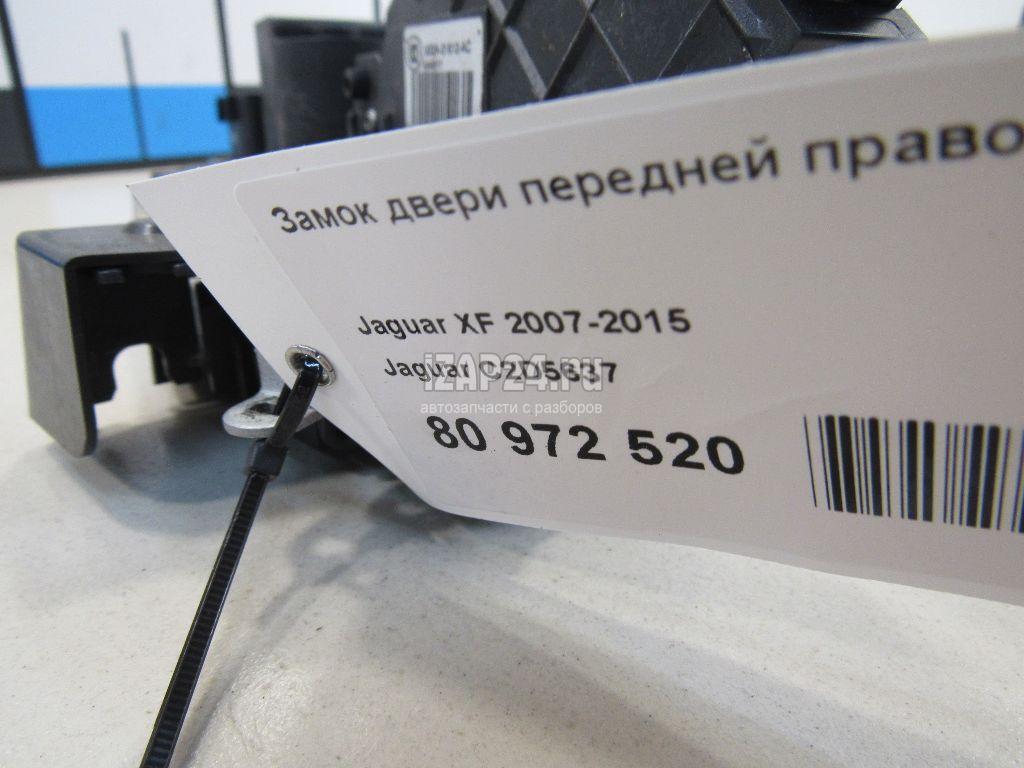 Замок двери передней право
Jaguar XF 2007-2015
Jaguar C2D5637
iZAP24.ru
автозапчасти с разборов
80 972 520